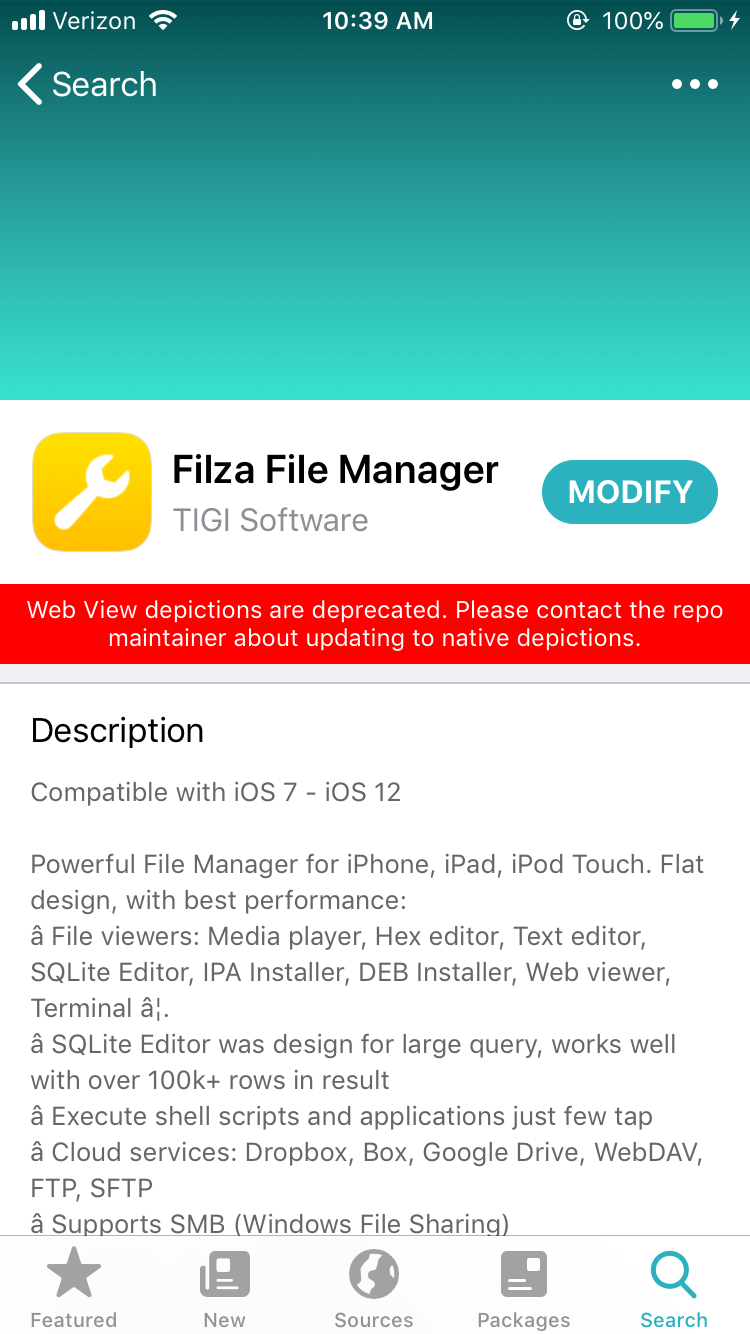 Verizon 10:39 AM 100%
Search
Filza File Manager
TIGI Software
MODIFY
Web View depictions are deprecated. Please contact the repo
maintainer about updating to native depictions.
Description
Compatible with iOS 7 - iOS 12
Powerful File Manager for iPhone, iPad, iPod Touch. Flat
design, with best performance:
â File viewers: Media player, Hex editor, Text editor,
SQLite Editor, IPA Installer, DEB Installer, Web viewer,
Terminal â¦.
â SQLite Editor was design for large query, works well
with over 100k+ rows in result
â Execute shell scripts and applications just few tap
â Cloud services: Dropbox, Box, Google Drive, WebDAV,
FTP, SFTP
â Supports SMB (Windows File Sharing)
Featured New Sources Packages Search